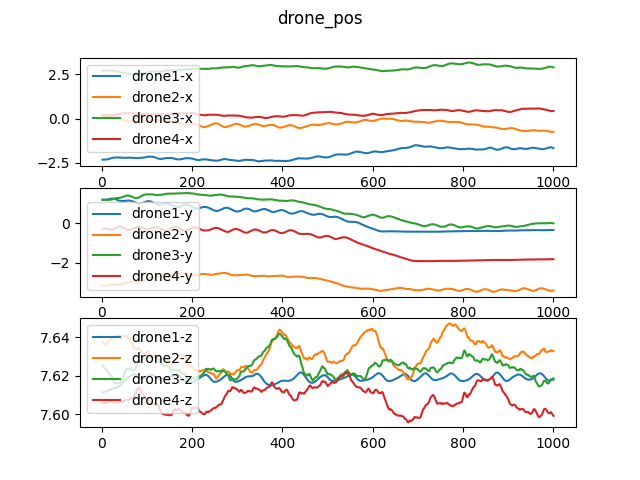 drone_pos
2.5
0.0
−2.5
drone1-x
drone2-x
drone3-x
drone4-x
0 200 400 600 800 1000
0
−2
drone1-y
drone2-y
drone3-y
drone4-y
0 200 400 600 800 1000
7.64
7.62
7.60
drone1-z
drone2-z
drone3-z
drone4-z
0 200 400 600 800 1000